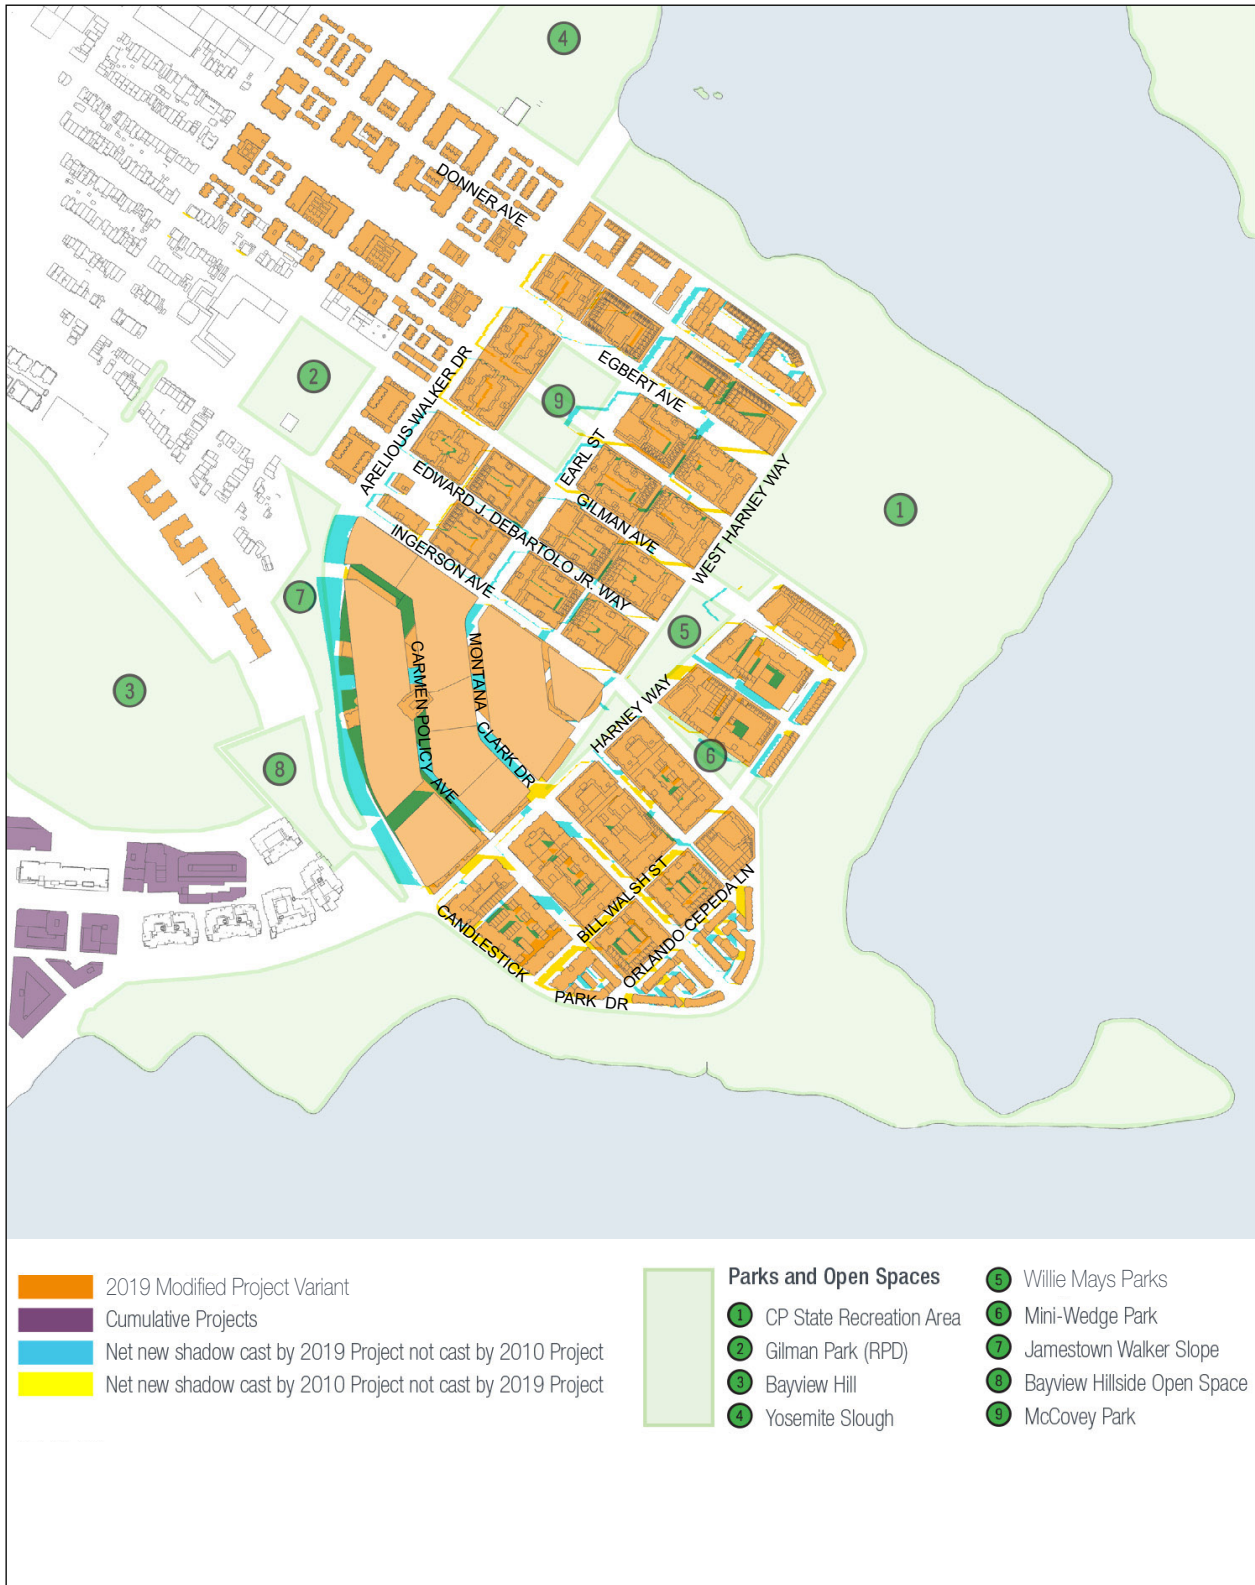 4
DONNER AVE
2
ARELIOUS WALKER DR
9
EGBERT AVE
EARL ST
EDWARD J. DEBARTOLO JR. WAY
GILMAN AVE
WEST HARNEY WAY
1
INGERSON AVE
7
5
MONTANA
CLARK DR
CARMEN POLICY AVE
3
HARNEY WAY
6
8
BILL WALSH ST
ORLANDO CEPEDA LN
CANDLESTICK
PARK DR
2019 Modified Project Variant
Cumulative Projects
Net new shadow cast by 2019 Project not cast by 2010 Project
Net new shadow cast by 2010 Project not cast by 2019 Project
Parks and Open Spaces
1 CP State Recreation Area
2 Gilman Park (RPD)
3 Bayview Hill
4 Yosemite Slough
5 Willie Mays Parks
6 Mini-Wedge Park
7 Jamestown Walker Slope
8 Bayview Hillside Open Space
9 McCovey Park